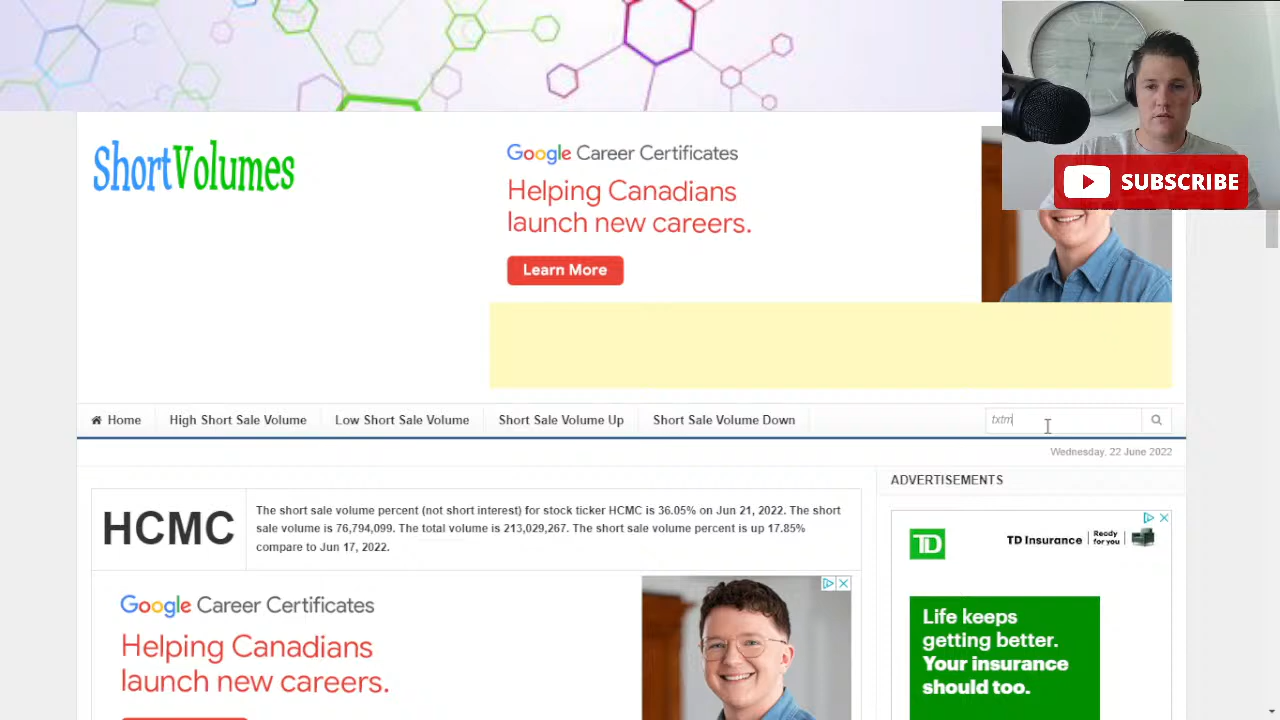 SUBSCRIBE
ShortVolumes
Google Career Certificates
Helping Canadians
launch new careers.
Learn More
Home
High Short Sale Volume
Low Short Sale Volume
Short Sale Volume Up
Short Sale Volume Down
txtm
Wednesday, 22 June 2022
HCMC
The short sale volume percent (not short interest) for stock ticker HCMC is 36.05% on Jun 21, 2022. The short
sale volume is 76,794,099. The total volume is 213,029,267. The short sale volume percent is up 17.85%
compare to Jun 17, 2022.
ADVERTISEMENTS
Google Career Certificates
Helping Canadians
launch new careers.
TD
TD Insurance
Ready
for you
Life keeps
getting better.
Your insurance
should too.